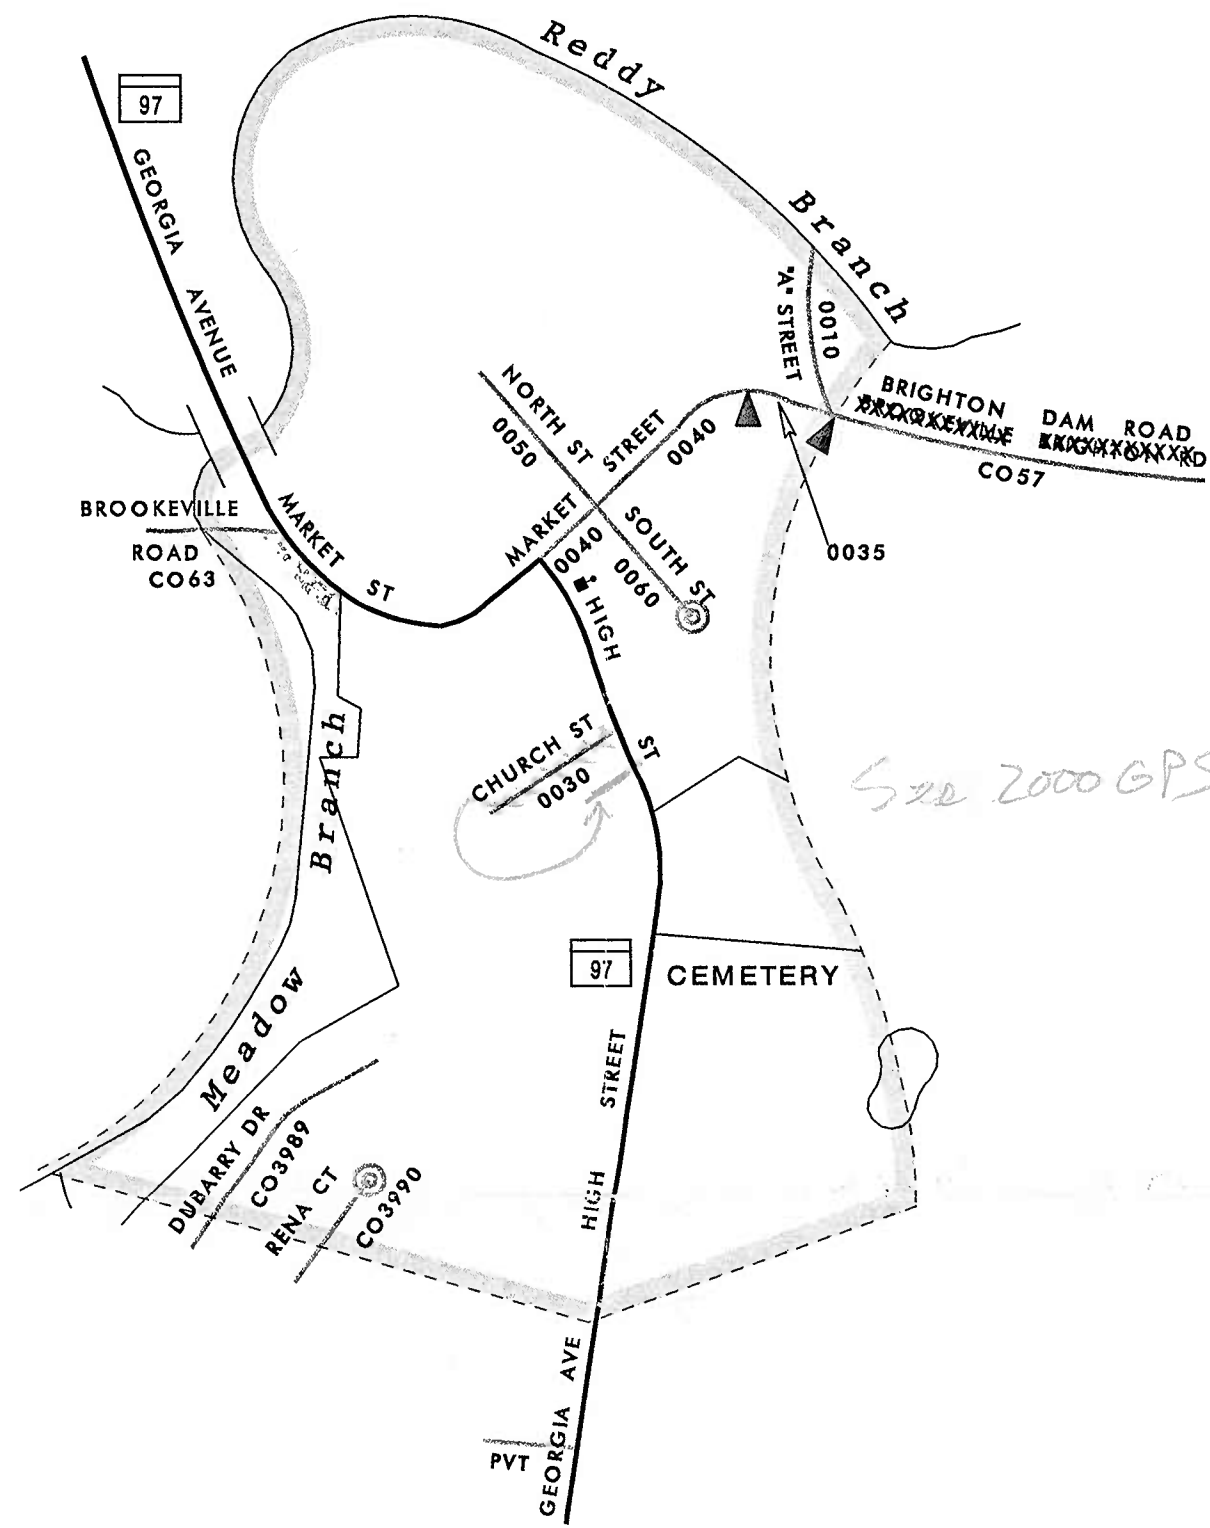 Reddy
Branch
97
GEORGIA AVENUE
"A" STREET
0010
BRIGHTON DAM ROAD
CO57
NORTH ST
0050
MARKET STREET
0040
0040
SOUTH ST
0060
0035
BROOKEVILLE
ROAD
CO63
MARKET ST
HIGH ST
CHURCH ST
0030
See 2000 GPS
Meadow Branch
97
CEMETERY
HIGH STREET
DUBARRY DR
CO3989
RENA CT
CO3990
GEORGIA AVE
PVT